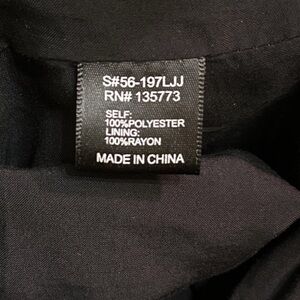 S#56-197LJJ
RN# 135773
SELF:
100%POLYESTER
LINING:
100%RAYON
MADE IN CHINA